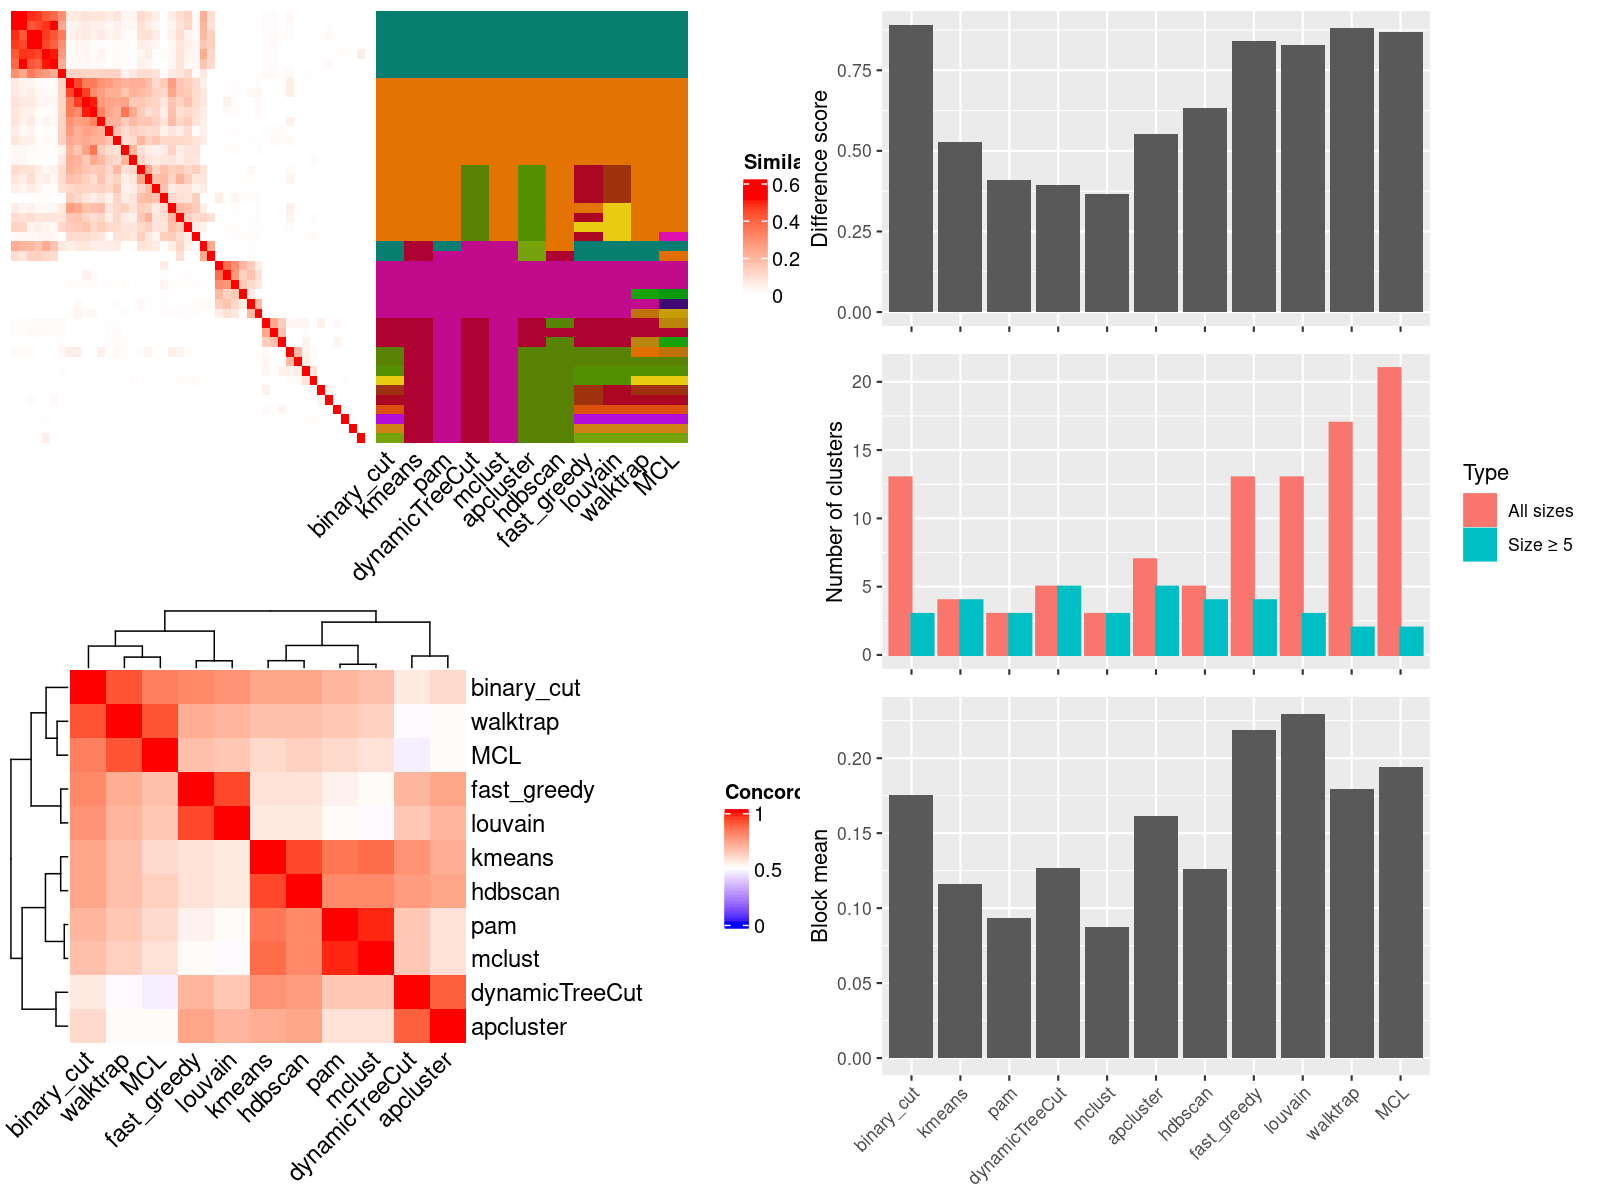 Simila
0.6
0.4
0.2
0
binary_cut
kmeans
pam
dynamicTreeCut
mclust
apcluster
hdbscan
fast_greedy
louvain
walktrap
MCL
Concord
1
0.5
0
binary_cut
walktrap
MCL
fast_greedy
louvain
kmeans
hdbscan
pam
mclust
dynamicTreeCut
apcluster
binary_cut
walktrap
MCL
fast_greedy
louvain
kmeans
hdbscan
pam
mclust
dynamicTreeCut
apcluster
Difference score
0.75
0.50
0.25
0.00
Number of clusters
20
15
10
5
0
Type
All sizes
Size ≥ 5
Block mean
0.20
0.15
0.10
0.05
0.00
binary_cut
kmeans
pam
dynamicTreeCut
mclust
apcluster
hdbscan
fast_greedy
louvain
walktrap
MCL